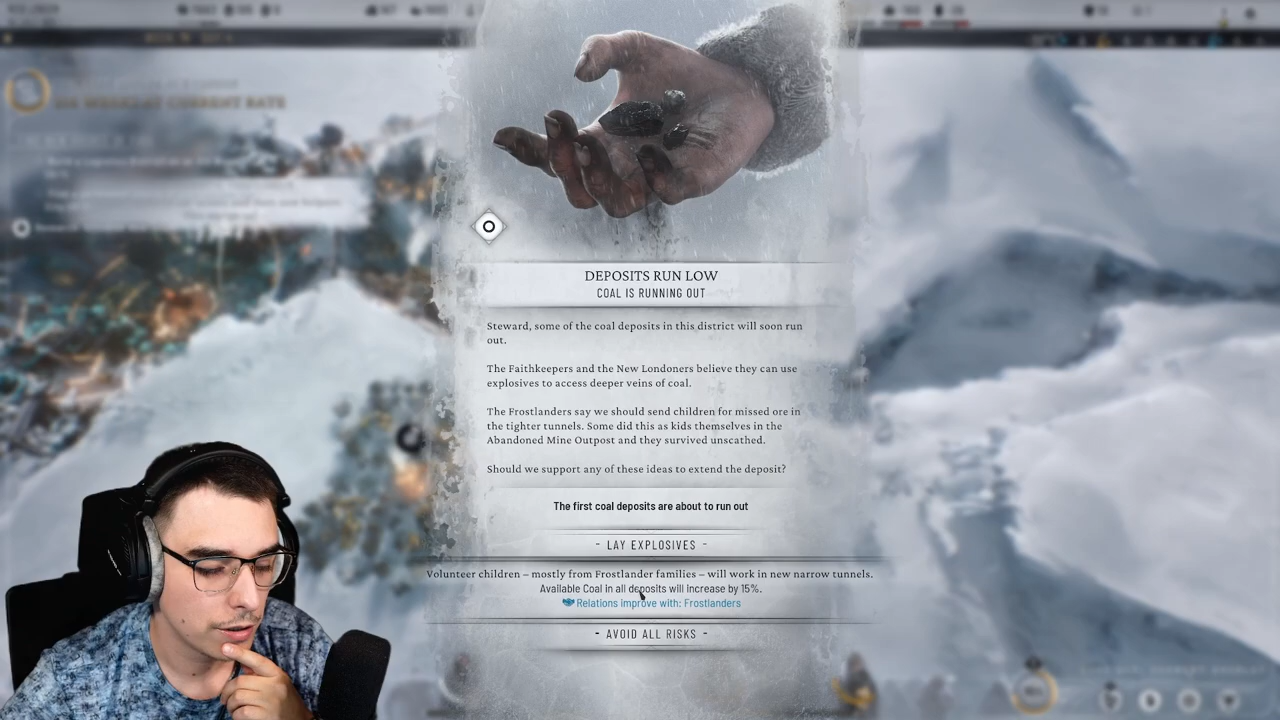 WEEKS AT CURRENT RATE
DEPOSITS RUN LOW
COAL IS RUNNING OUT
Steward, some of the coal deposits in this district will soon run
out.
The Faithkeepers and the New Londoners believe they can use
explosives to access deeper veins of coal.
The Frostlanders say we should send children for missed ore in
the tighter tunnels. Some did this as kids themselves in the
Abandoned Mine Outpost and they survived unscathed.
Should we support any of these ideas to extend the deposit?
The first coal deposits are about to run out
- LAY EXPLOSIVES -
Volunteer children – mostly from Frostlander families – will work in new narrow tunnels.
Available Coal in all deposits will increase by 15%.
Relations improve with: Frostlanders
- AVOID ALL RISKS -